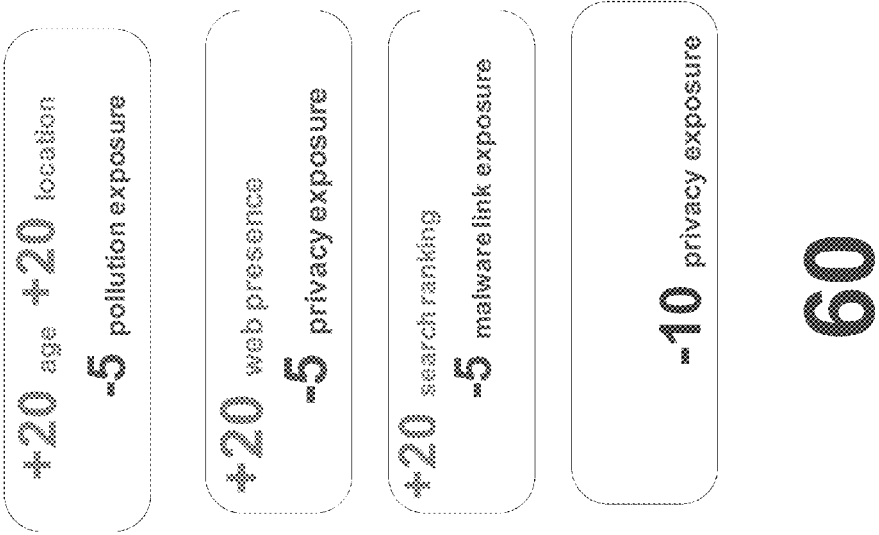 +20 age +20 location
-5 pollution exposure
+20 web presence
-5 privacy exposure
+20 search ranking
-5 malware link exposure
-10 privacy exposure
60